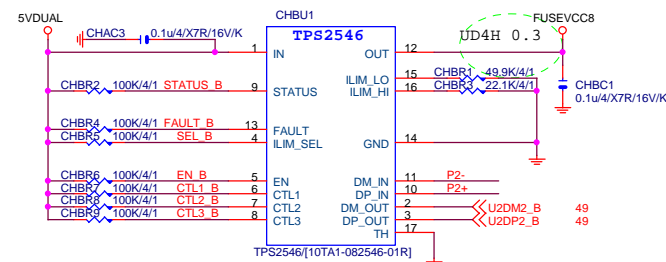 5VDUAL
CHAC3
0.1u/4/X7R/16V/K
CHBU1
TPS2546
UD4H 0.3
FUSEVCC8
1 IN
OUT 12
CHBR2 100K/4/1 STATUS_B 9 STATUS
ILIM_LO 15 CHBR1 49.9K/4/1
ILIM_HI 16 CHBR3 22.1K/4/1
CHBC1
0.1u/4/X7R/16V/K
CHBR4 100K/4/1 FAULT_B 13 FAULT
CHBR5 100K/4/1 SEL_B 4 ILIM_SEL
GND 14
CHBR6 100K/4/1 EN_B 5 EN
CHBR7 100K/4/1 CTL1_B 6 CTL1
CHBR8 100K/4/1 CTL2_B 7 CTL2
CHBR9 100K/4/1 CTL3_B 8 CTL3
DM_IN 11 P2-
DP_IN 10 P2+
DM_OUT 2 U2DM2_B 49
DP_OUT 3 U2DP2_B 49
TH 17
TPS2546/[10TA1-082546-01R]